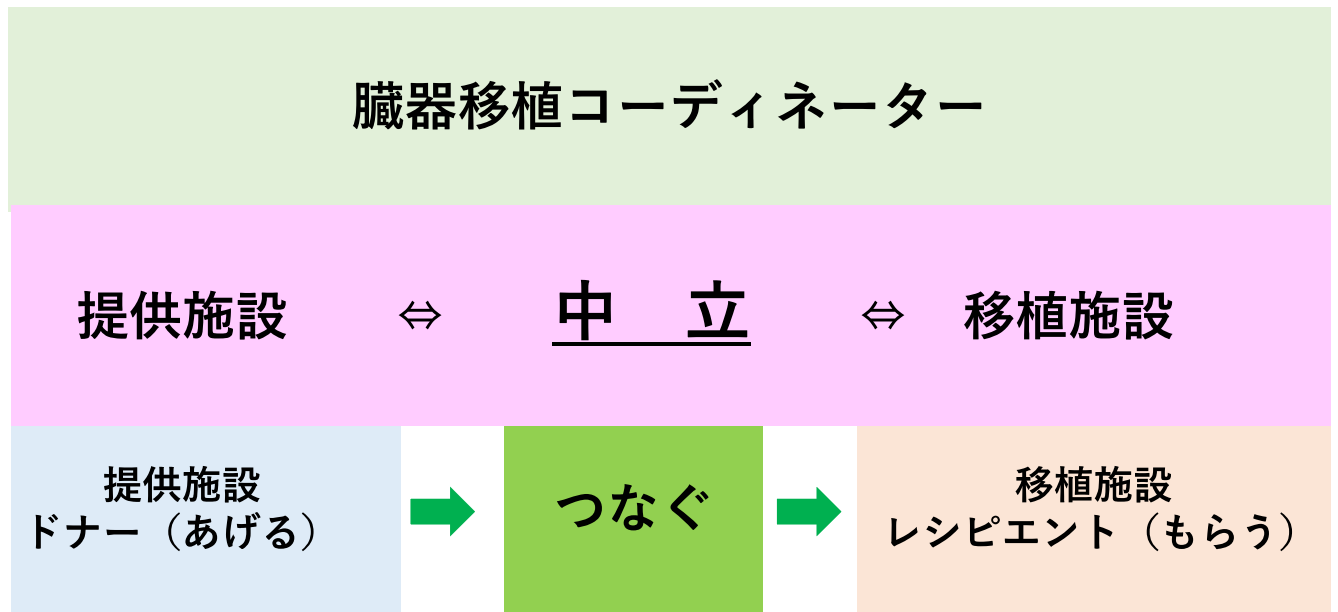 臓器移植コーディネーター
提供施設 ⇔ 中　立 ⇔ 移植施設
提供施設
ドナー（あげる）
つなぐ
移植施設
レシピエント（もらう）